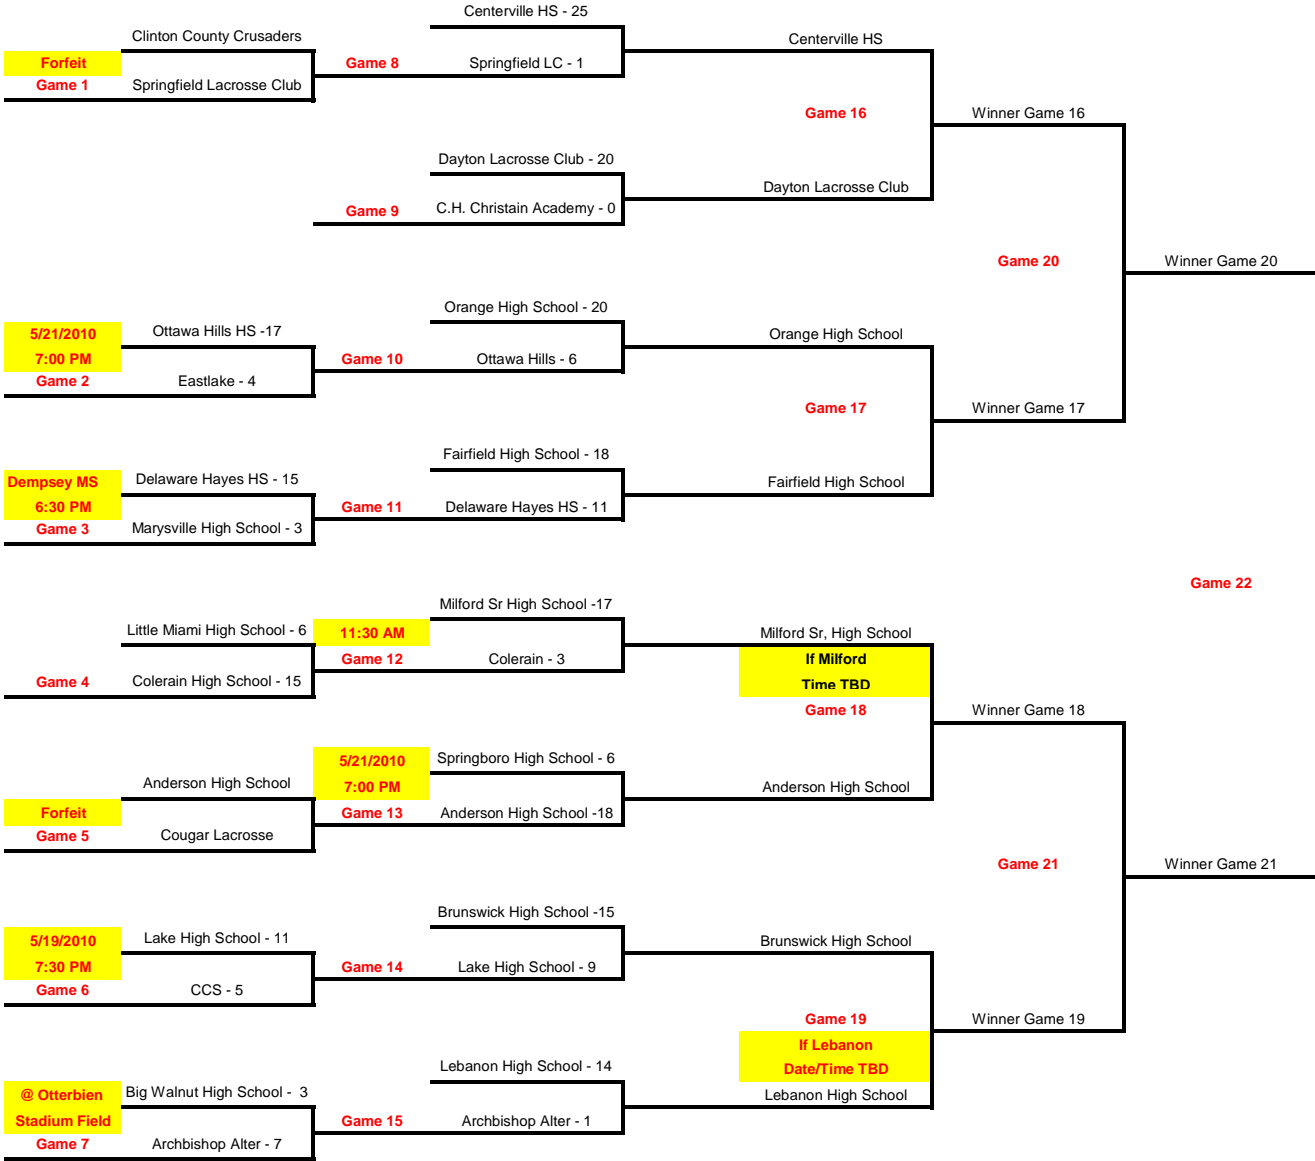 Centerville HS - 25
Clinton County Crusaders
Centerville HS
Forfeit
Game 8
Springfield LC - 1
Game 1
Springfield Lacrosse Club
Game 16
Winner Game 16
Dayton Lacrosse Club - 20
Dayton Lacrosse Club
Game 9
C.H. Christain Academy - 0
Game 20
Winner Game 20
Orange High School - 20
5/21/2010
Ottawa Hills HS -17
Orange High School
7:00 PM
Game 10
Ottawa Hills - 6
Game 2
Eastlake - 4
Game 17
Winner Game 17
Fairfield High School - 18
Dempsey MS
Delaware Hayes HS - 15
Fairfield High School
6:30 PM
Game 11
Delaware Hayes HS - 11
Game 3
Marysville High School - 3
Game 22
Milford Sr High School -17
Little Miami High School - 6
11:30 AM
Milford Sr, High School
Game 12
Colerain - 3
If Milford
Game 4
Colerain High School - 15
Time TBD
Game 18
Winner Game 18
5/21/2010
Springboro High School - 6
Anderson High School
7:00 PM
Anderson High School
Forfeit
Game 13
Anderson High School -18
Game 5
Cougar Lacrosse
Game 21
Winner Game 21
Brunswick High School -15
5/19/2010
Lake High School - 11
Brunswick High School
7:30 PM
Game 14
Lake High School - 9
Game 6
CCS - 5
Game 19
Winner Game 19
If Lebanon
Lebanon High School - 14
Date/Time TBD
@ Otterbien
Big Walnut High School -  3
Lebanon High School
Stadium Field
Game 15
Archbishop Alter - 1
Game 7
Archbishop Alter - 7